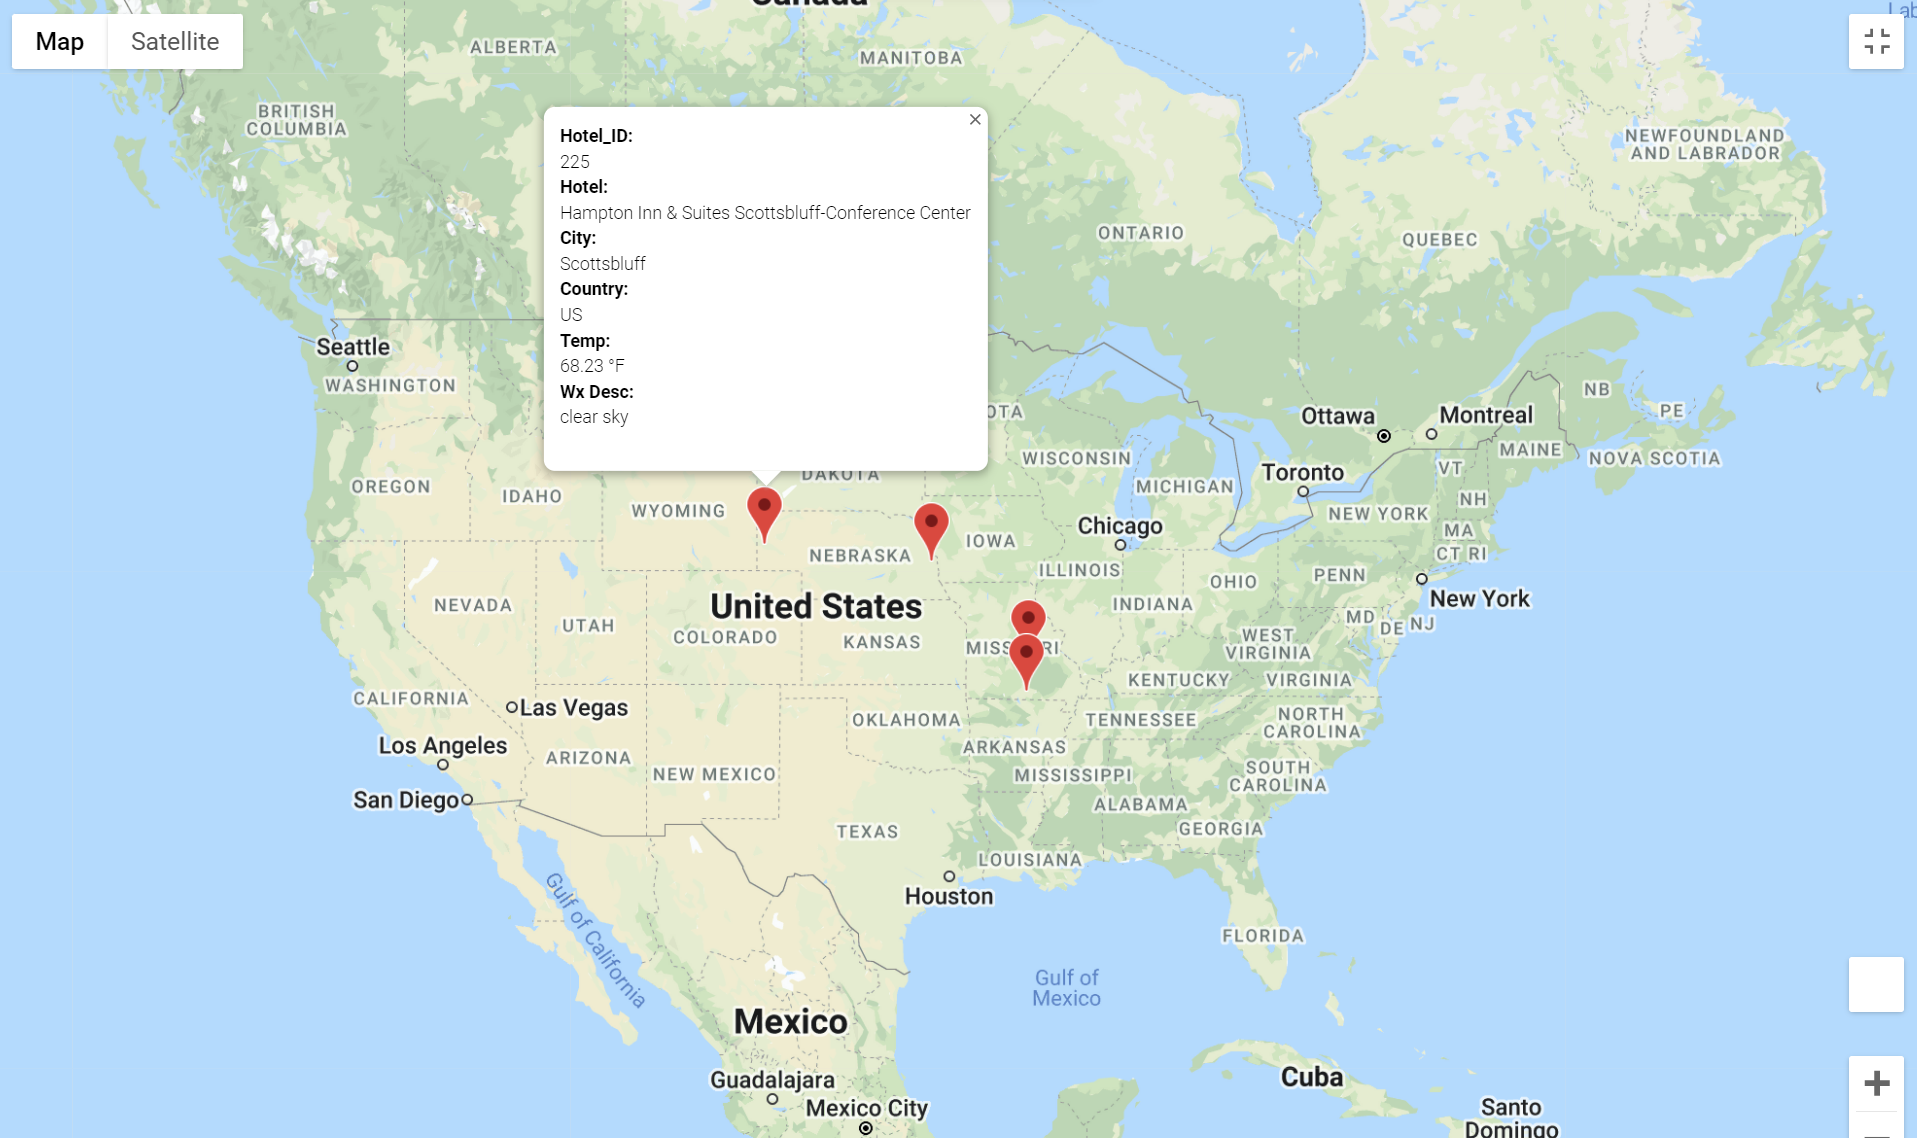 Canada
Lab
Map
Satellite
ALBERTA
MANITOBA
BRITISH
COLUMBIA
NEWFOUNDLAND
AND LABRADOR
Hotel_ID:
225
Hotel:
Hampton Inn & Suites Scottsbluff-Conference Center
City:
Scottsbluff
Country:
US
Temp:
68.23 °F
Wx Desc:
clear sky
ONTARIO
QUEBEC
Seattle
WASHINGTON
OTA
NB
PE
Ottawa
Montreal
MAINE
NOVA SCOTIA
WISCONSIN
VT
Toronto
DAKOTA
OREGON
IDAHO
MICHIGAN
NH
WYOMING
NEW YORK
MA
Chicago
IOWA
CT RI
NEBRASKA
ILLINOIS
PENN
OHIO
New York
NEVADA
United States
INDIANA
MD
DE
NJ
UTAH
COLORADO
KANSAS
MISS
RI
WEST
VIRGINIA
KENTUCKY
VIRGINIA
CALIFORNIA
Las Vegas
OKLAHOMA
TENNESSEE
NORTH
CAROLINA
Los Angeles
ARIZONA
NEW MEXICO
ARKANSAS
MISSISSIPPI
SOUTH
CAROLINA
San Diego
ALABAMA
TEXAS
GEORGIA
LOUISIANA
Houston
Gulf of California
FLORIDA
Gulf of
Mexico
Mexico
Guadalajara
Cuba
Mexico City
Santo
Domingo